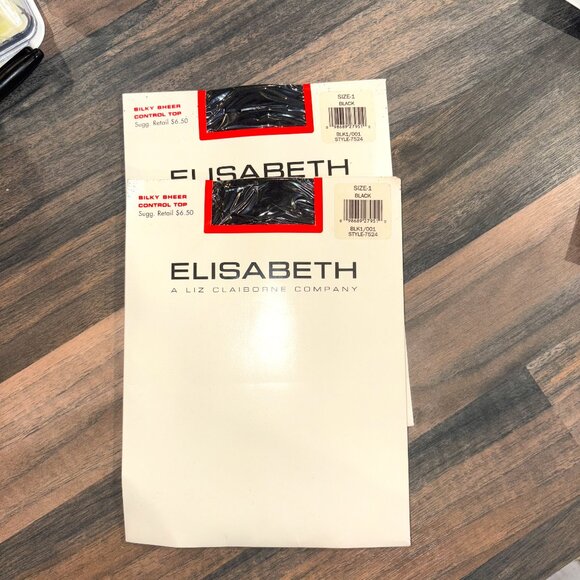 SILKY SHEER
CONTROL TOP
Sugg. Retail $6.50
SIZE-1
BLACK
BLK1/001
STYLE-7524
ELISABETH
SILKY SHEER
CONTROL TOP
Sugg. Retail $6.50
SIZE-1
BLACK
BLK1/001
STYLE-7524
ELISABETH
A LIZ CLAIBORNE COMPANY